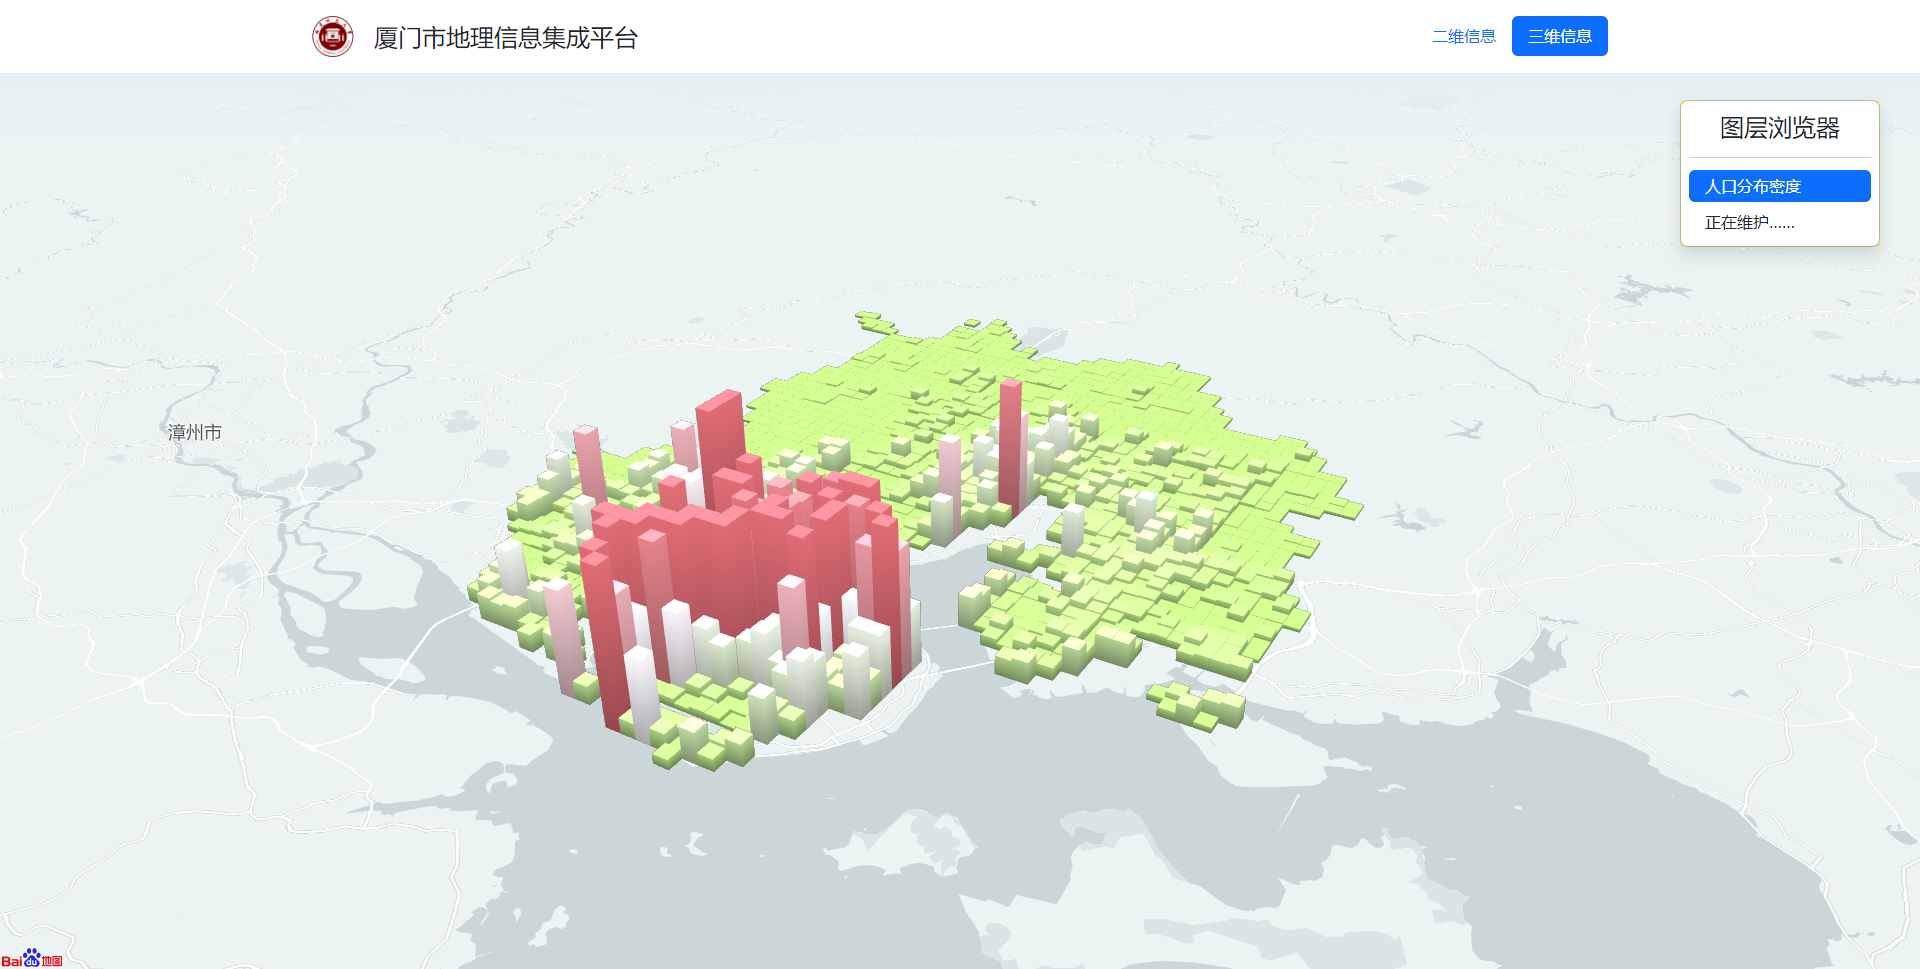 厦门市地理信息集成平台
二维信息
三维信息
图层浏览器
人口分布密度
正在维护......
漳州市
Bai du 地图